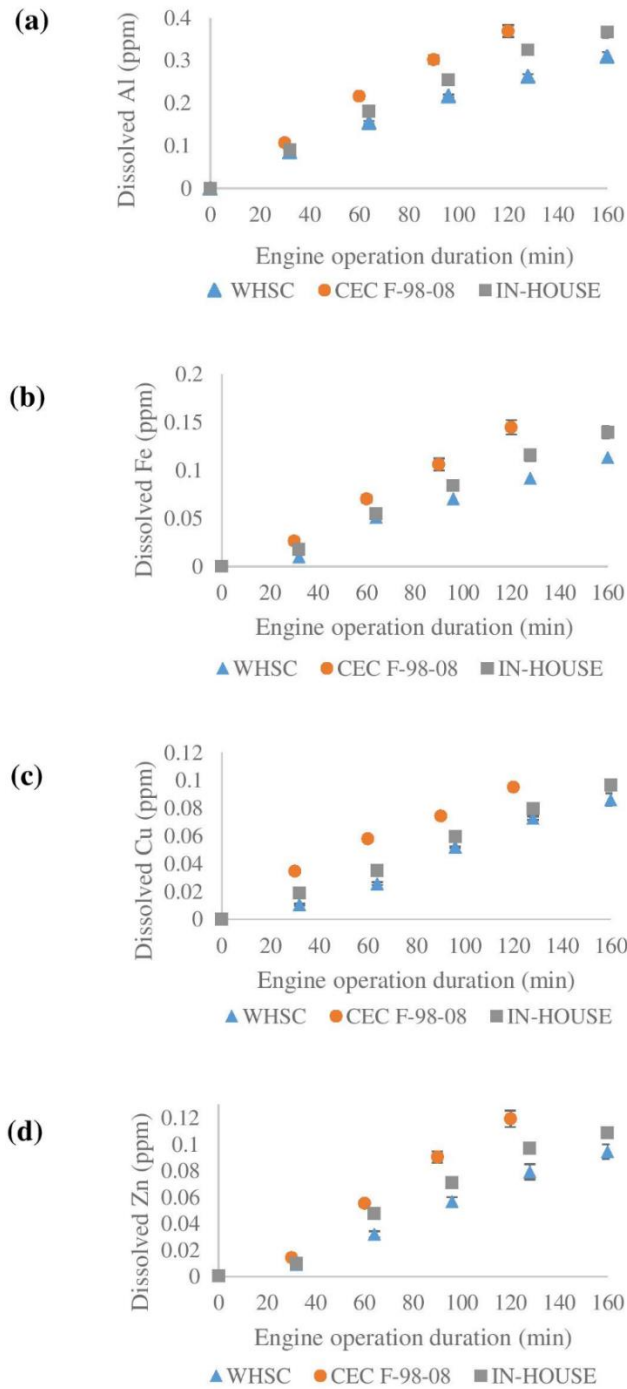 (a)
Dissolved Al (ppm)
0.4
0.3
0.2
0.1
0
0 20 40 60 80 100 120 140 160
Engine operation duration (min)
WHSC CEC F-98-08 IN-HOUSE
(b)
Dissolved Fe (ppm)
0.2
0.15
0.1
0.05
0
0 20 40 60 80 100 120 140 160
Engine operation duration (min)
WHSC CEC F-98-08 IN-HOUSE
(c)
Dissolved Cu (ppm)
0.12
0.1
0.08
0.06
0.04
0.02
0
0 20 40 60 80 100 120 140 160
Engine operation duration (min)
WHSC CEC F-98-08 IN-HOUSE
(d)
Dissolved Zn (ppm)
0.12
0.1
0.08
0.06
0.04
0.02
0
0 20 40 60 80 100 120 140 160
Engine operation duration (min)
WHSC CEC F-98-08 IN-HOUSE